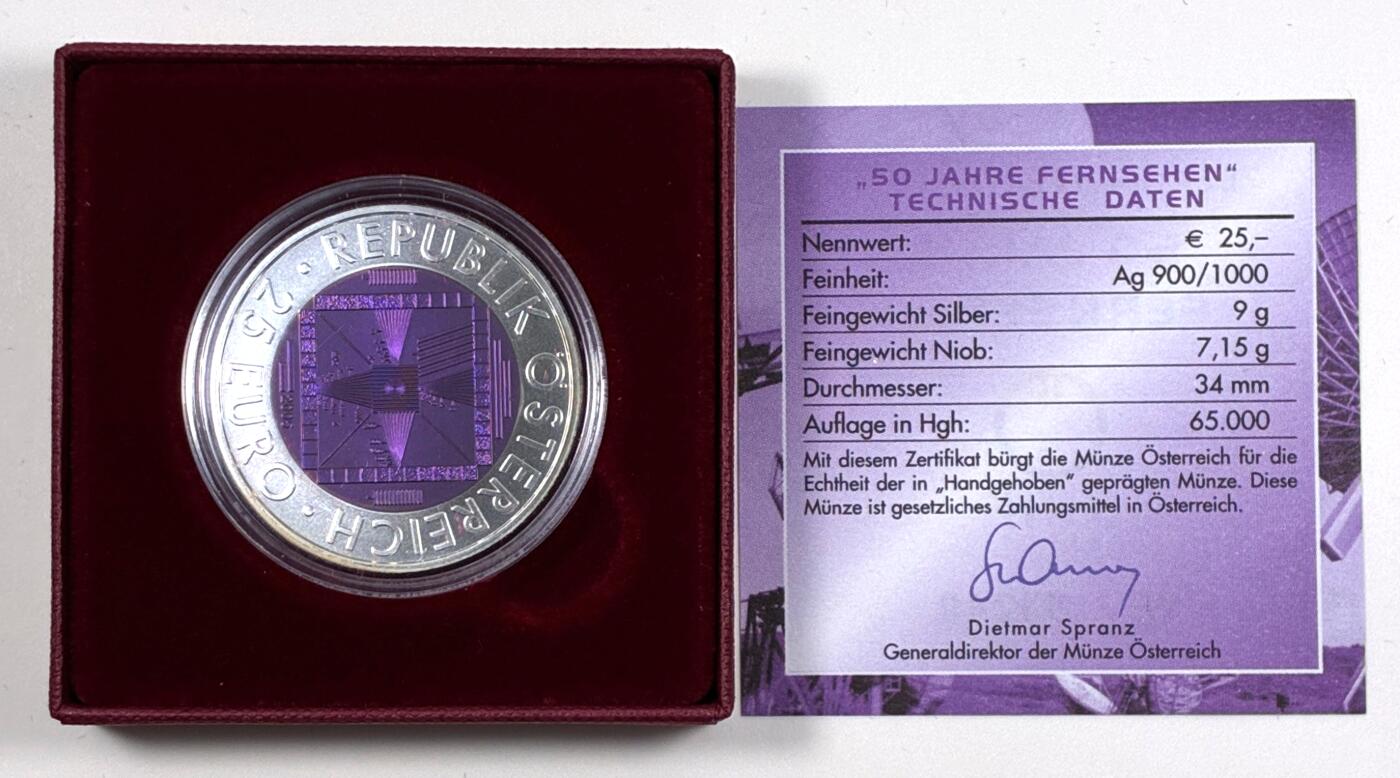 REPUBLIK ÖSTERREICH · 25 EURO ·
2005
„50 JAHRE FERNSEHEN“
TECHNISCHE DATEN
Nennwert: € 25,–
Feinheit: Ag 900/1000
Feingewicht Silber: 9 g
Feingewicht Niob: 7,15 g
Durchmesser: 34 mm
Auflage in Hgh: 65.000
Mit diesem Zertifikat bürgt die Münze Österreich für die
Echtheit der in „Handgehoben“ geprägten Münze. Diese
Münze ist gesetzliches Zahlungsmittel in Österreich.
Dietmar Spranz
Generaldirektor der Münze Österreich